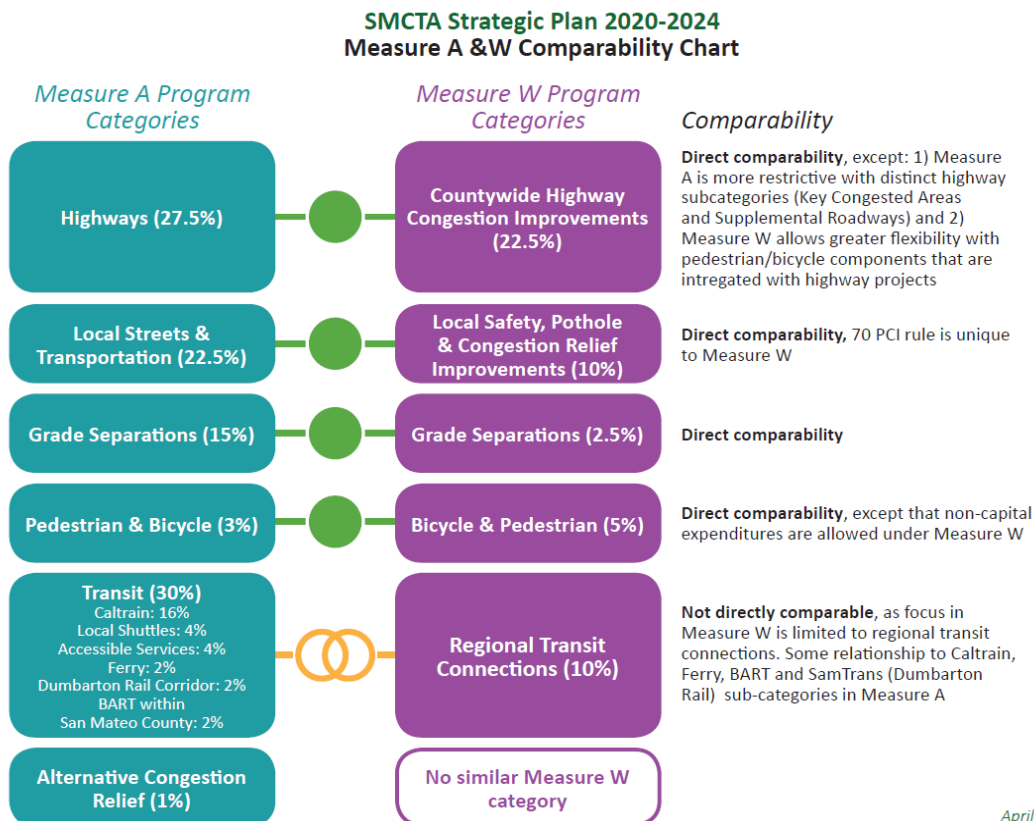 SMCTA Strategic Plan 2020-2024
Measure A &W Comparability Chart
Measure A Program
Categories
Measure W Program
Categories
Comparability
Highways (27.5%)
Countywide Highway
Congestion Improvements
(22.5%)
Direct comparability, except: 1) Measure
A is more restrictive with distinct highway
subcategories (Key Congested Areas
and Supplemental Roadways) and 2)
Measure W allows greater flexibility with
pedestrian/bicycle components that are
intregated with highway projects
Local Streets &
Transportation (22.5%)
Local Safety, Pothole
& Congestion Relief
Improvements (10%)
Direct comparability, 70 PCI rule is unique
to Measure W
Grade Separations (15%)
Grade Separations (2.5%)
Direct comparability
Pedestrian & Bicycle (3%)
Bicycle & Pedestrian (5%)
Direct comparability, except that non-capital
expenditures are allowed under Measure W
Transit (30%)
Caltrain: 16%
Local Shuttles: 4%
Accessible Services: 4%
Ferry: 2%
Dumbarton Rail Corridor: 2%
BART within
San Mateo County: 2%
Regional Transit
Connections (10%)
Not directly comparable, as focus in
Measure W is limited to regional transit
connections. Some relationship to Caltrain,
Ferry, BART and SamTrans (Dumbarton
Rail) sub-categories in Measure A
Alternative Congestion
Relief (1%)
No similar Measure W
category
April